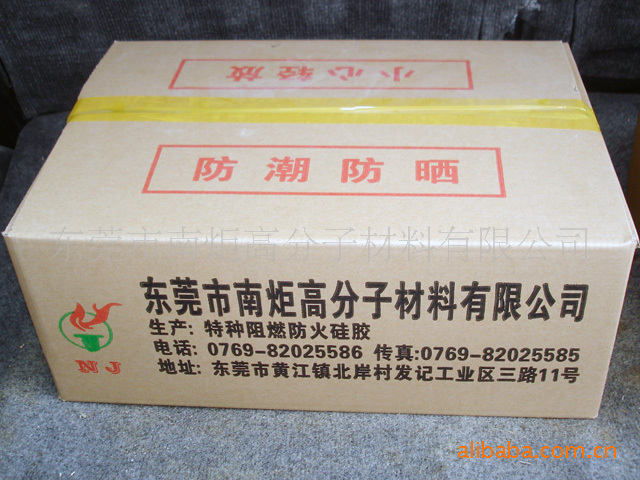 小心轻放
防潮防晒
东莞市南炬高分子材料有限公司
东莞市南炬高分子材料有限公司
生产: 特种阻燃防火硅胶
电话: 0769-82025586 传真:0769-82025585
地址: 东莞市黄江镇北岸村发记工业区三路11号
NJ
alibaba.com.cn